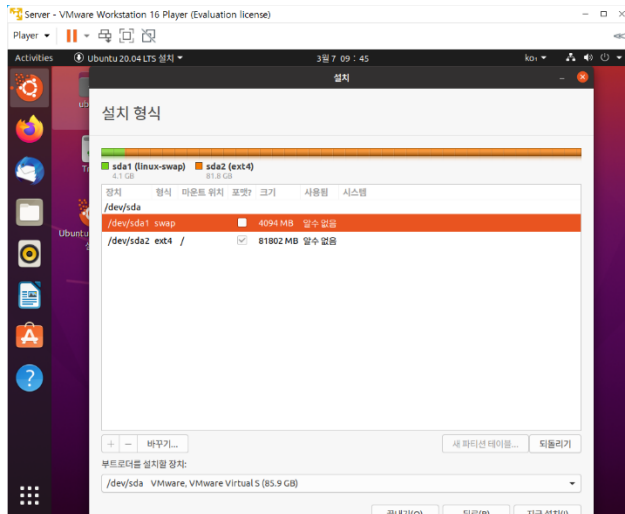 Server - VMware Workstation 16 Player (Evaluation license)
Player
Activities
Ubuntu 20.04 LTS 설치
3월 7 09 : 45
ko₁
설치
설치 형식
sda1 (linux-swap)
4.1 GB
sda2 (ext4)
81.8 GB
장치 형식 마운트 위치 포맷? 크기 사용됨 시스템
/dev/sda
/dev/sda1 swap 4094 MB 알수 없음
/dev/sda2 ext4 / 81802 MB 알수 없음
+ − 바꾸기...
새 파티션 테이블...
되돌리기
부트로더를 설치할 장치:
/dev/sda VMware, VMware Virtual S (85.9 GB)
ub
Ubuntu